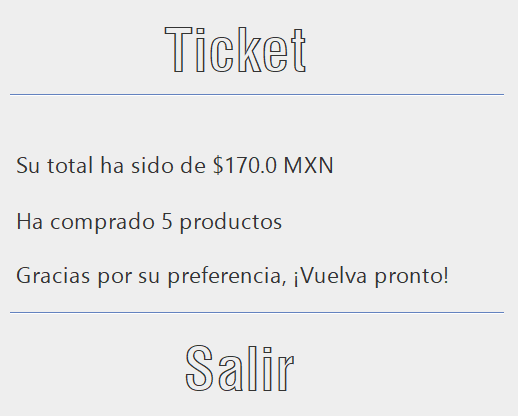 Ticket
Su total ha sido de $170.0 MXN
Ha comprado 5 productos
Gracias por su preferencia, ¡Vuelva pronto!
Salir